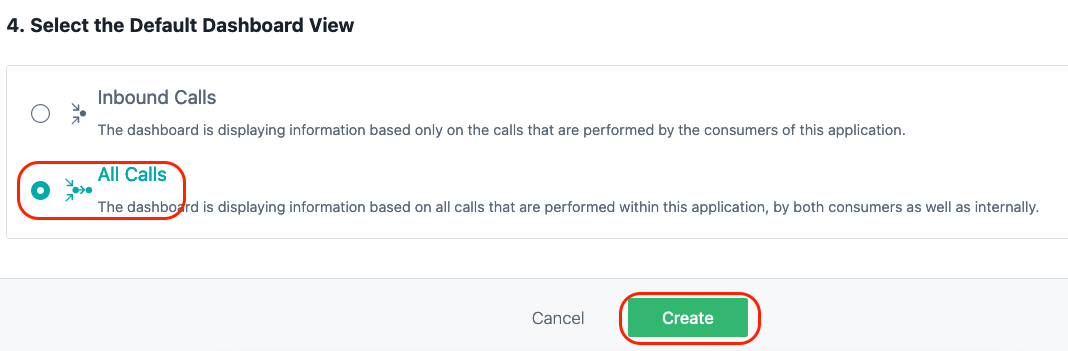 4. Select the Default Dashboard View
Inbound Calls
The dashboard is displaying information based only on the calls that are performed by the consumers of this application.
All Calls
The dashboard is displaying information based on all calls that are performed within this application, by both consumers as well as internally.
Cancel
Create